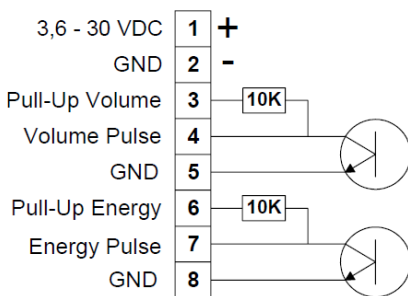 3,6 - 30 VDC 1 +
GND 2 -
Pull-Up Volume 3 10K
Volume Pulse 4
GND 5
Pull-Up Energy 6 10K
Energy Pulse 7
GND 8